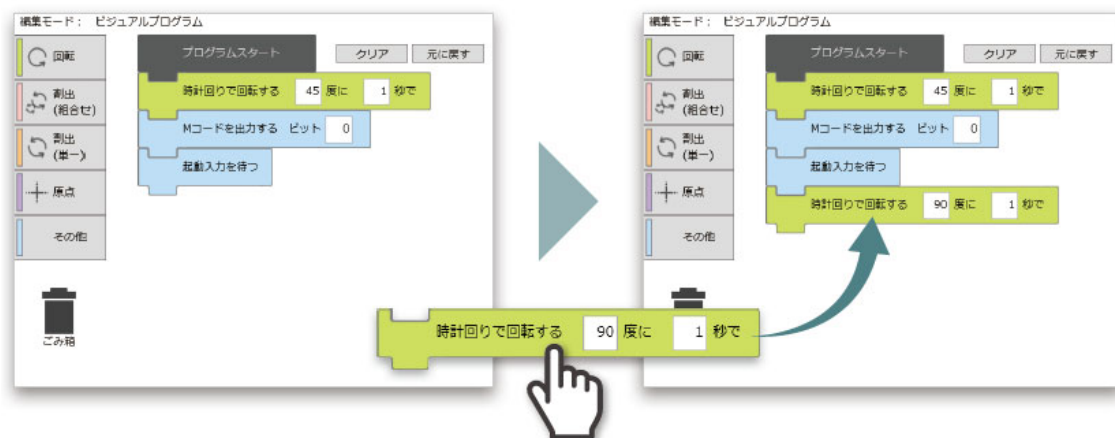 編集モード： ビジュアルプログラム
回転
割出
(組合せ)
割出
(単一)
原点
その他
ごみ箱
プログラムスタート
クリア
元に戻す
時計回りで回転する 45 度に 1 秒で
Mコードを出力する ビット 0
起動入力を待つ
時計回りで回転する 90 度に 1 秒で
編集モード： ビジュアルプログラム
回転
割出
(組合せ)
割出
(単一)
原点
その他
プログラムスタート
クリア
元に戻す
時計回りで回転する 45 度に 1 秒で
Mコードを出力する ビット 0
起動入力を待つ
時計回りで回転する 90 度に 1 秒で